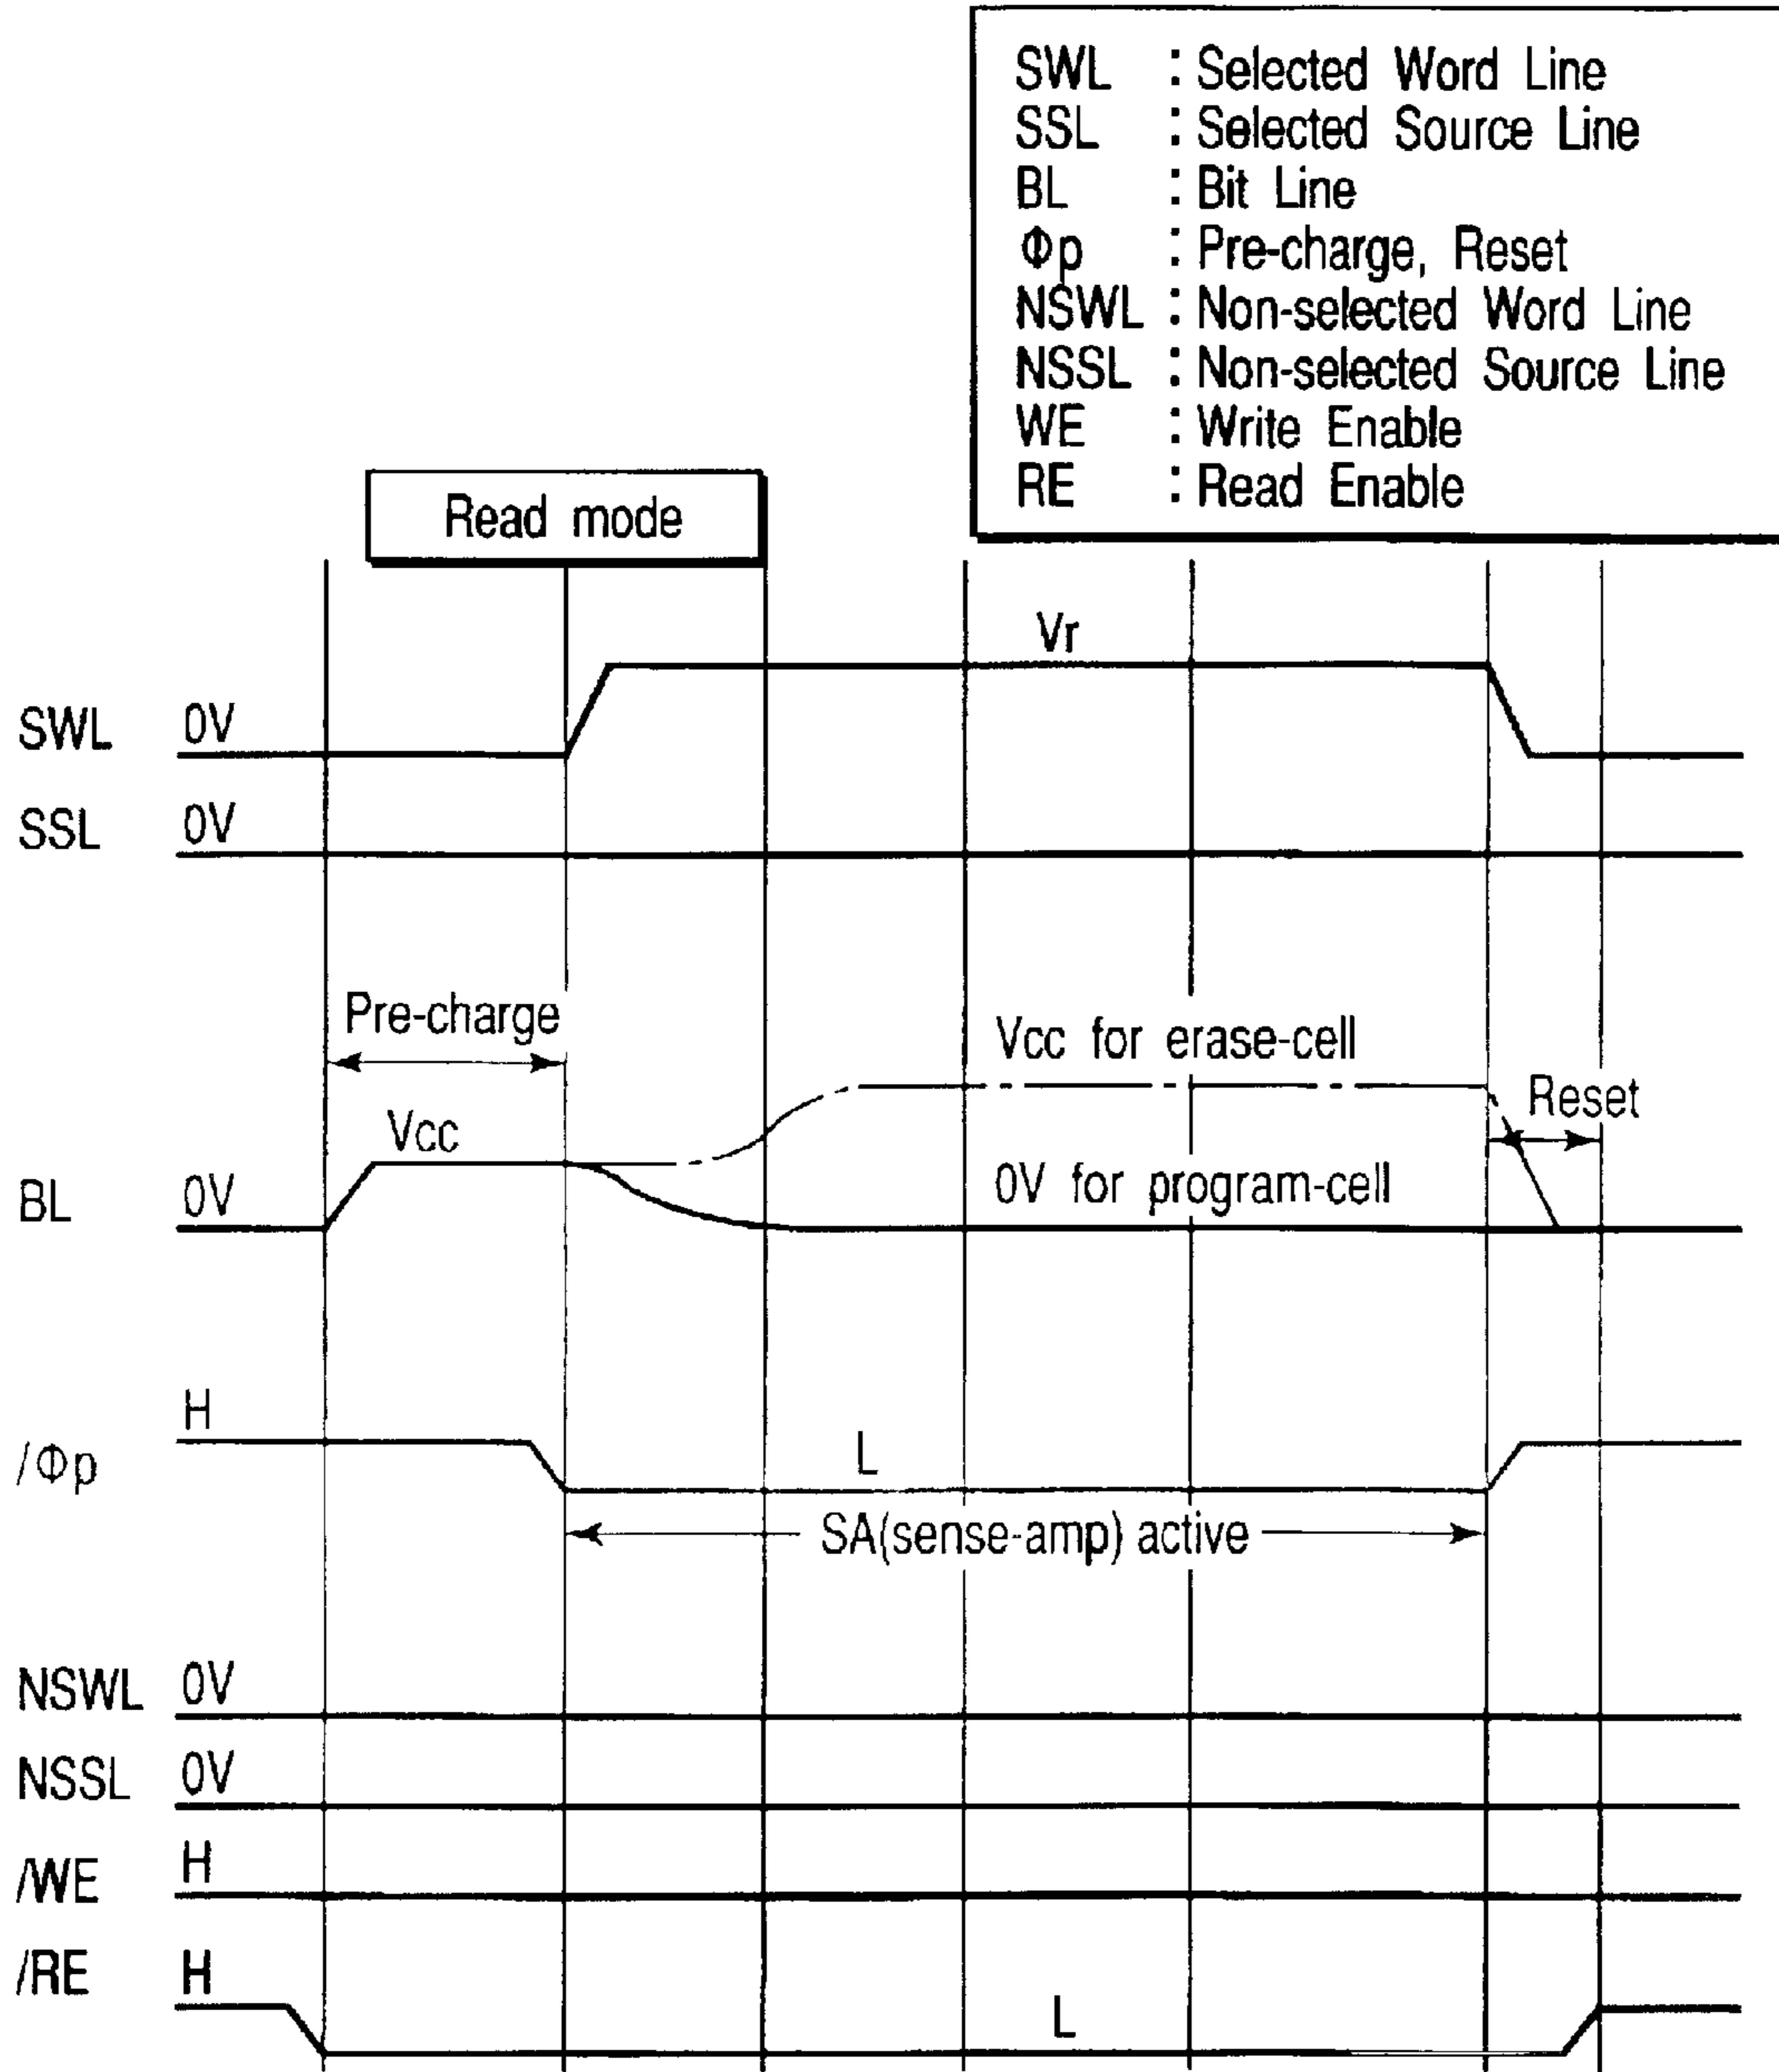 SWL : Selected Word Line
SSL : Selected Source Line
BL : Bit Line
Φp : Pre-charge, Reset
NSWL : Non-selected Word Line
NSSL : Non-selected Source Line
WE : Write Enable
RE : Read Enable
Read mode
Vr
SWL 0V
SSL 0V
Pre-charge
Vcc for erase-cell
Reset
Vcc
BL 0V
0V for program-cell
H
/Φp
L
SA(sense-amp) active
NSWL 0V
NSSL 0V
/WE H
/RE H
L